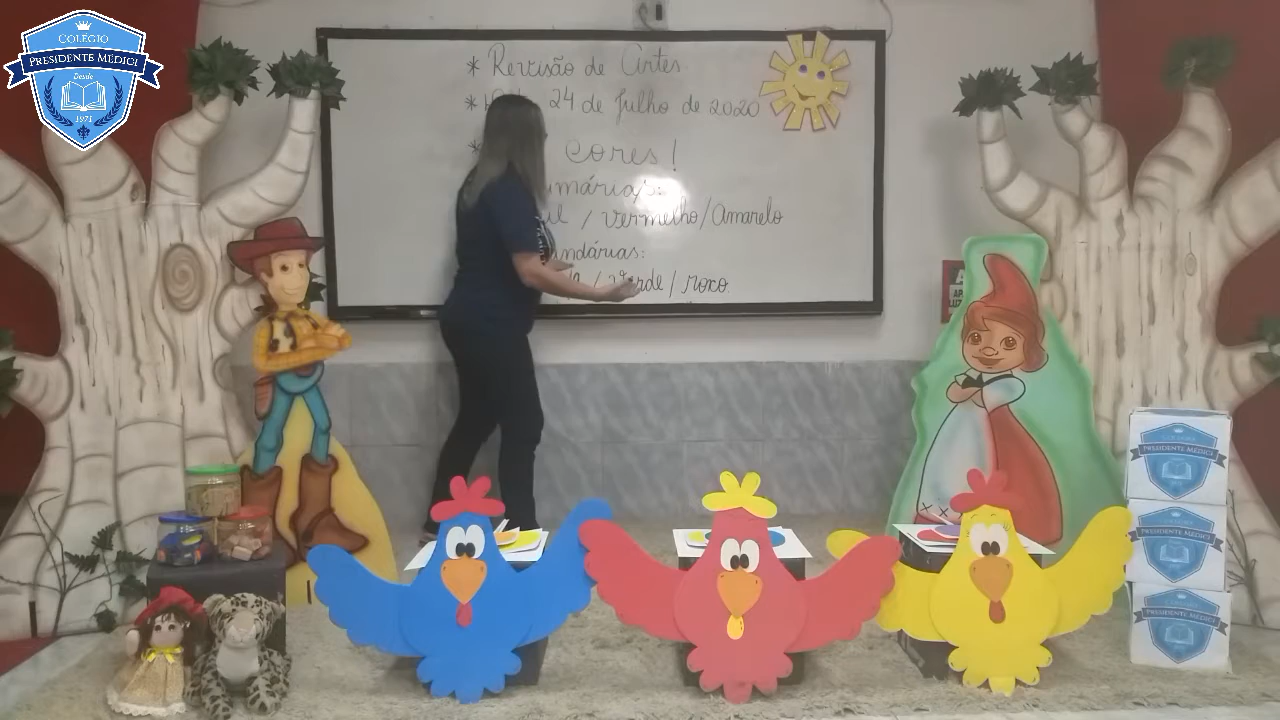 COLÉGIO
PRESIDENTE MÉDICI
Desde
1971
* Revisão de Artes
* 24 de Julho de 2020
* cores!
/ Vermelho/Amarelo
/ Verde / roxo.
PRESIDENTE MÉDICI
PRESIDENTE MÉDICI
PRESIDENTE MÉDICI